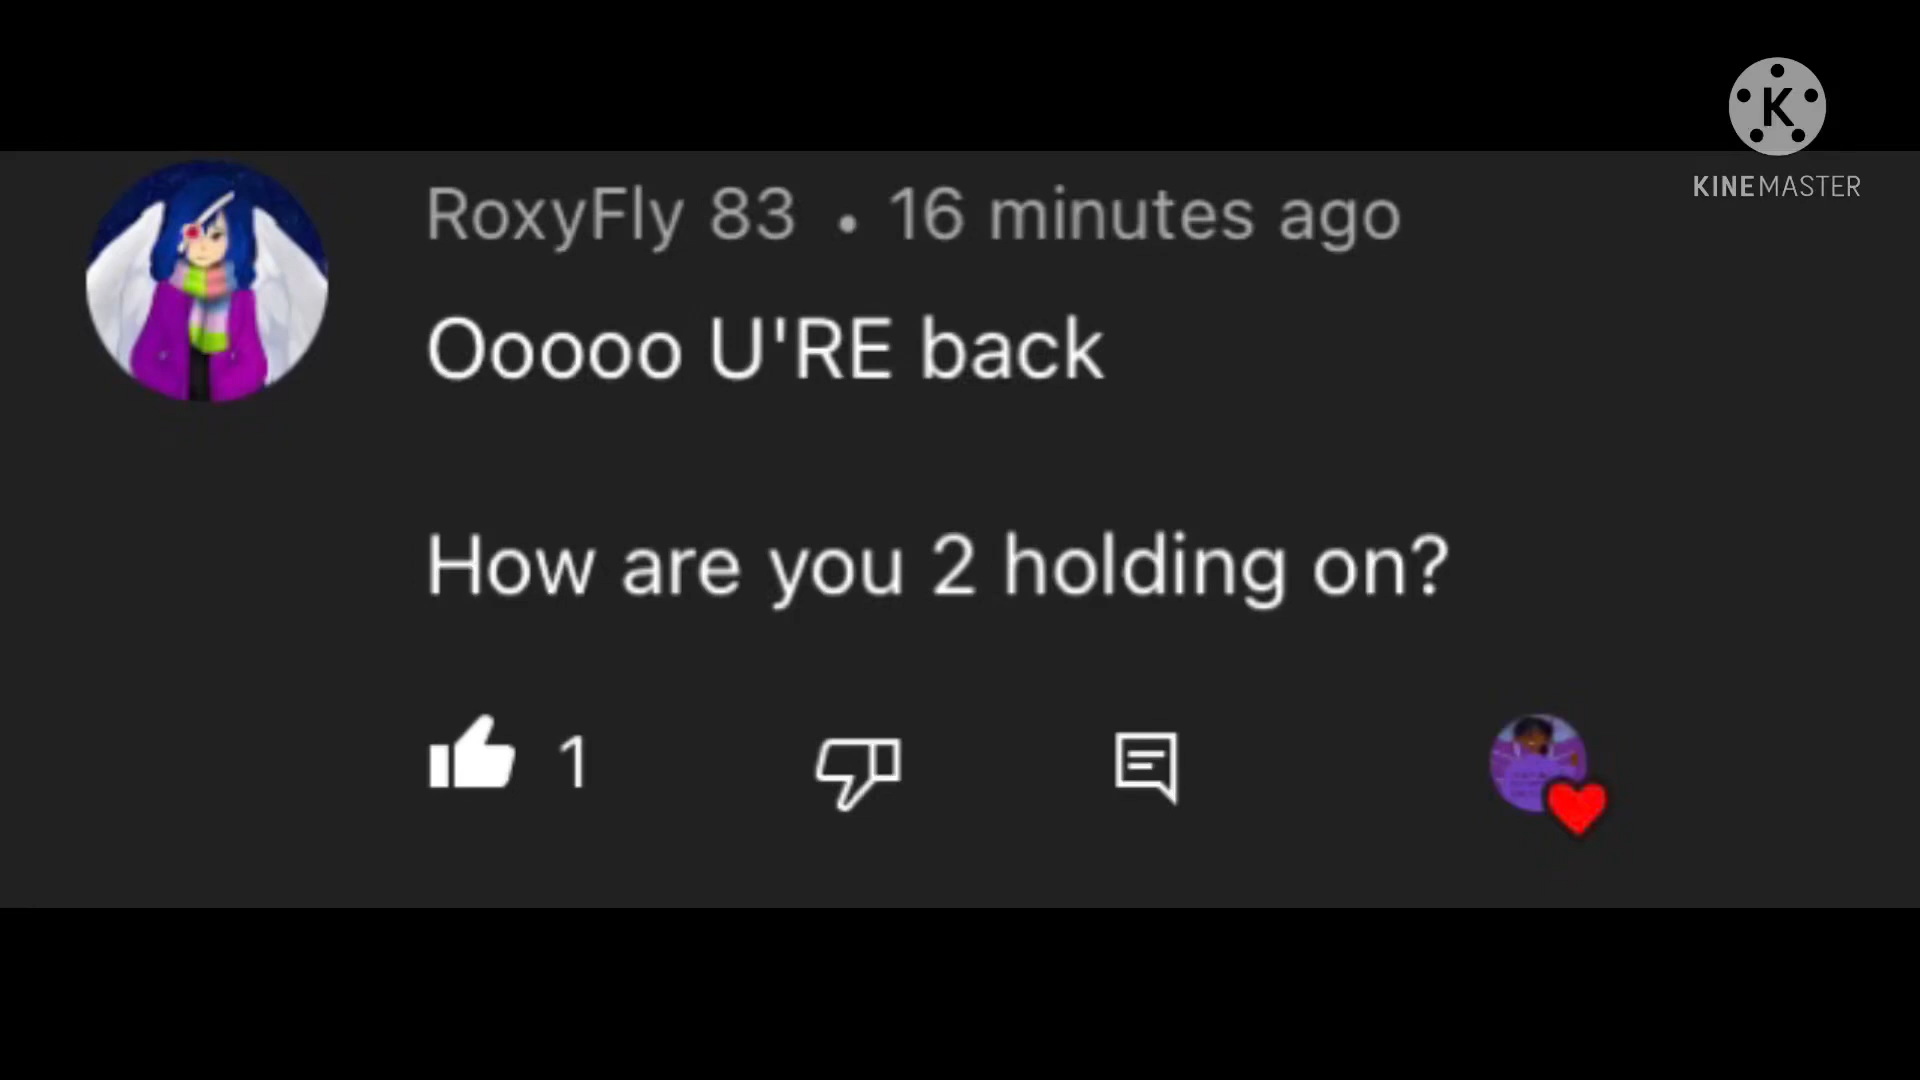 KINEMASTER
RoxyFly 83 • 16 minutes ago
Ooooo U'RE back
How are you 2 holding on?
1